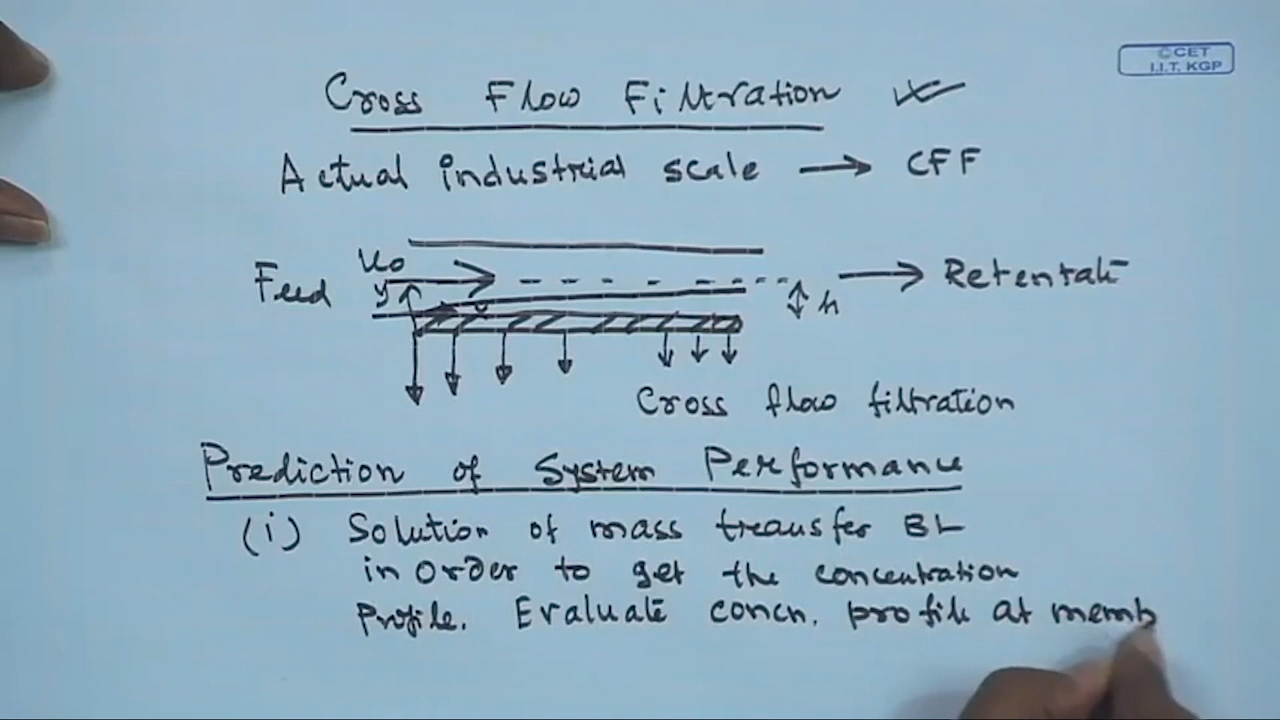 ©CET
I.I.T. KGP
Cross Flow Filtration
Actual industrial scale → CFF
Feed u₀ y h → Retentate
Cross flow filtration
Prediction of System Performance
(i) Solution of mass transfer BL
in order to get the concentration
Profile. Evaluate concn. profile at memb